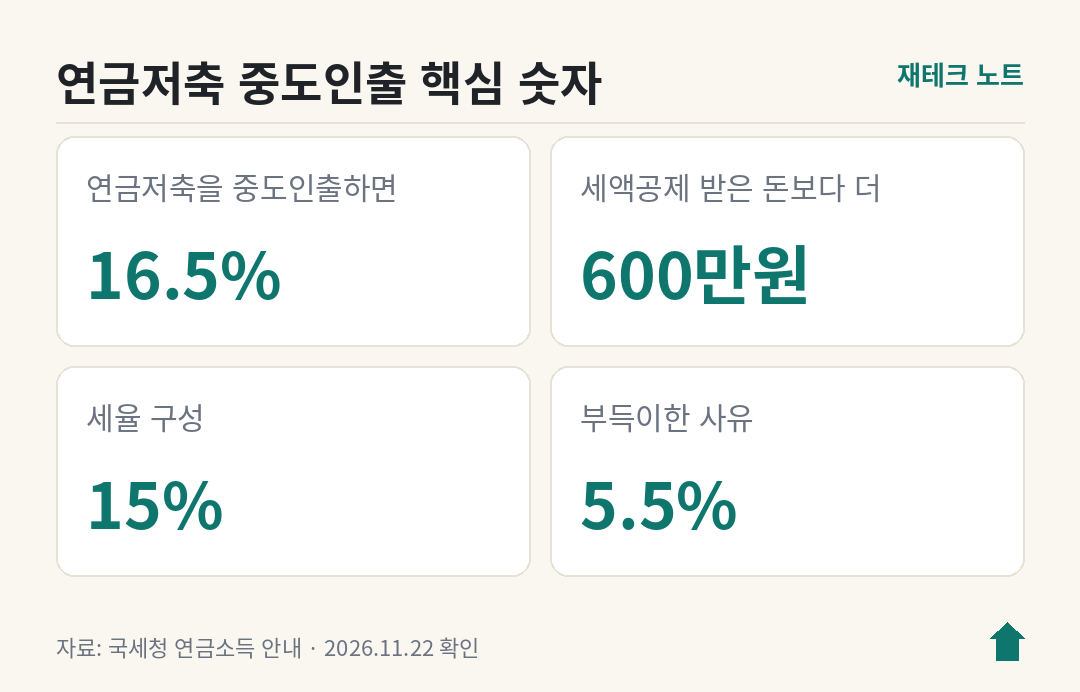 연금저축 중도인출 핵심 숫자
재테크 노트
연금저축을 중도인출하면
16.5%
세액공제 받은 돈보다 더
600만원
세율 구성
15%
부득이한 사유
5.5%
자료: 국세청 연금소득 안내 · 2026.11.22 확인